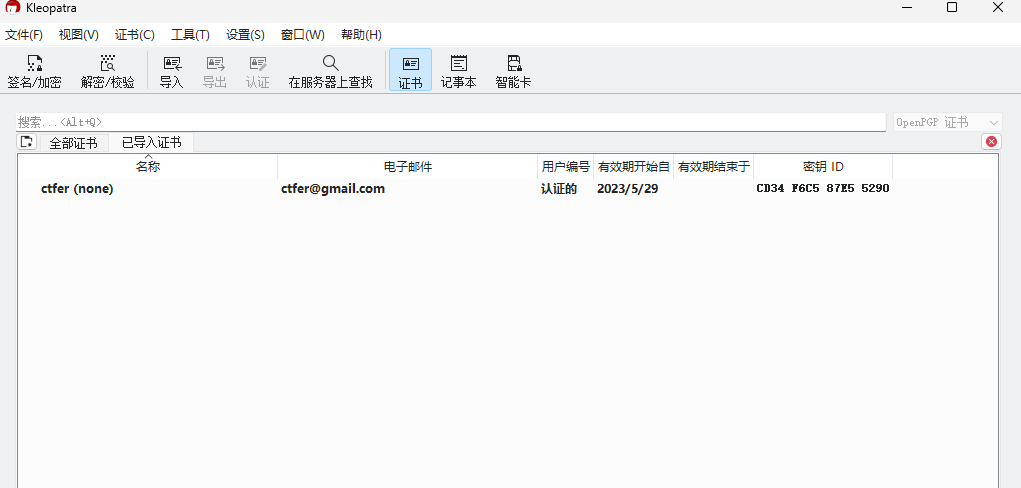 Kleopatra
文件(F) 视图(V) 证书(C) 工具(T) 设置(S) 窗口(W) 帮助(H)
签名/加密 解密/校验 导入 导出 认证 在服务器上查找 证书 记事本 智能卡
搜索...<Alt+Q> OpenPGP 证书
全部证书 已导入证书
名称 电子邮件 用户编号 有效期开始自 有效期结束于 密钥 ID
ctfer (none) ctfer@gmail.com 认证的 2023/5/29 CD34 F6C5 87E5 5290